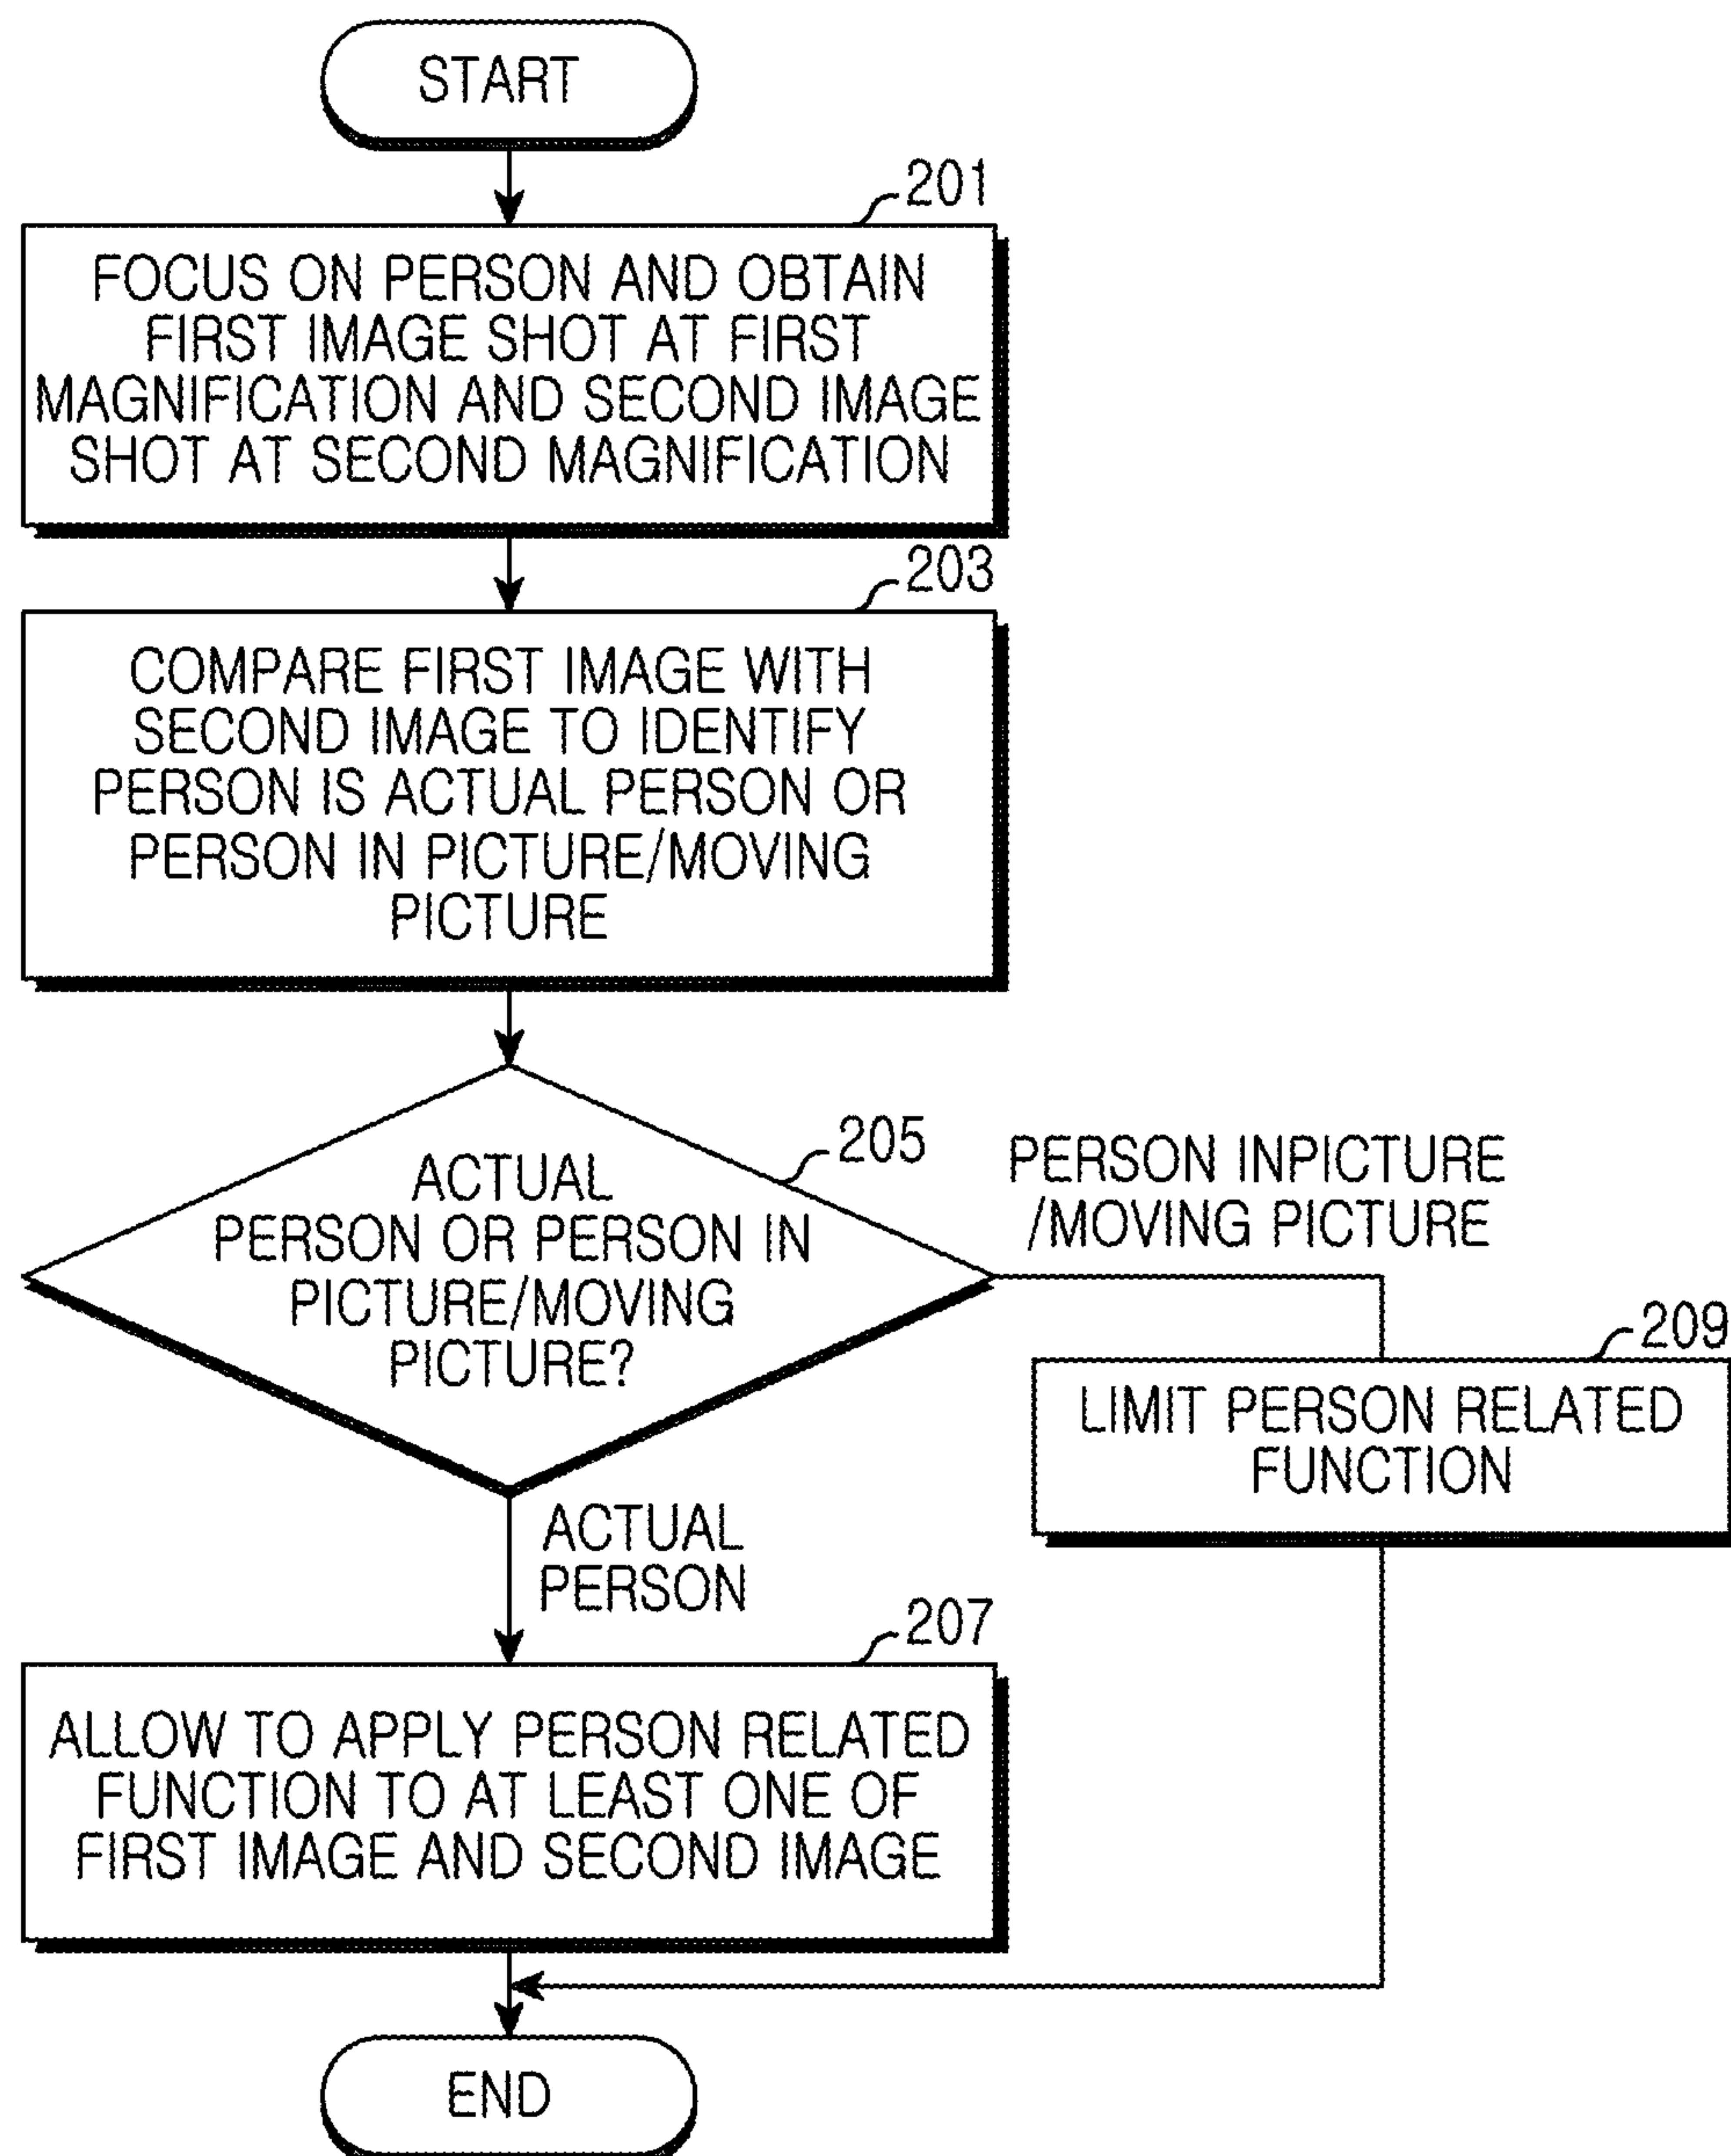 START
201
FOCUS ON PERSON AND OBTAIN
FIRST IMAGE SHOT AT FIRST
MAGNIFICATION AND SECOND IMAGE
SHOT AT SECOND MAGNIFICATION
203
COMPARE FIRST IMAGE WITH
SECOND IMAGE TO IDENTIFY
PERSON IS ACTUAL PERSON OR
PERSON IN PICTURE/MOVING
PICTURE
205
ACTUAL
PERSON OR PERSON IN
PICTURE/MOVING
PICTURE?
PERSON INPICTURE
/MOVING PICTURE
209
LIMIT PERSON RELATED
FUNCTION
ACTUAL
PERSON
207
ALLOW TO APPLY PERSON RELATED
FUNCTION TO AT LEAST ONE OF
FIRST IMAGE AND SECOND IMAGE
END